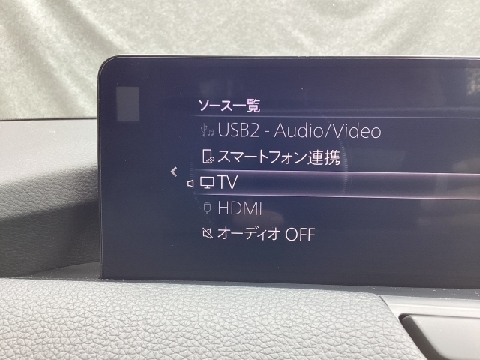 ソース一覧
USB2 - Audio/Video
スマートフォン連携
TV
HDMI
オーディオ OFF